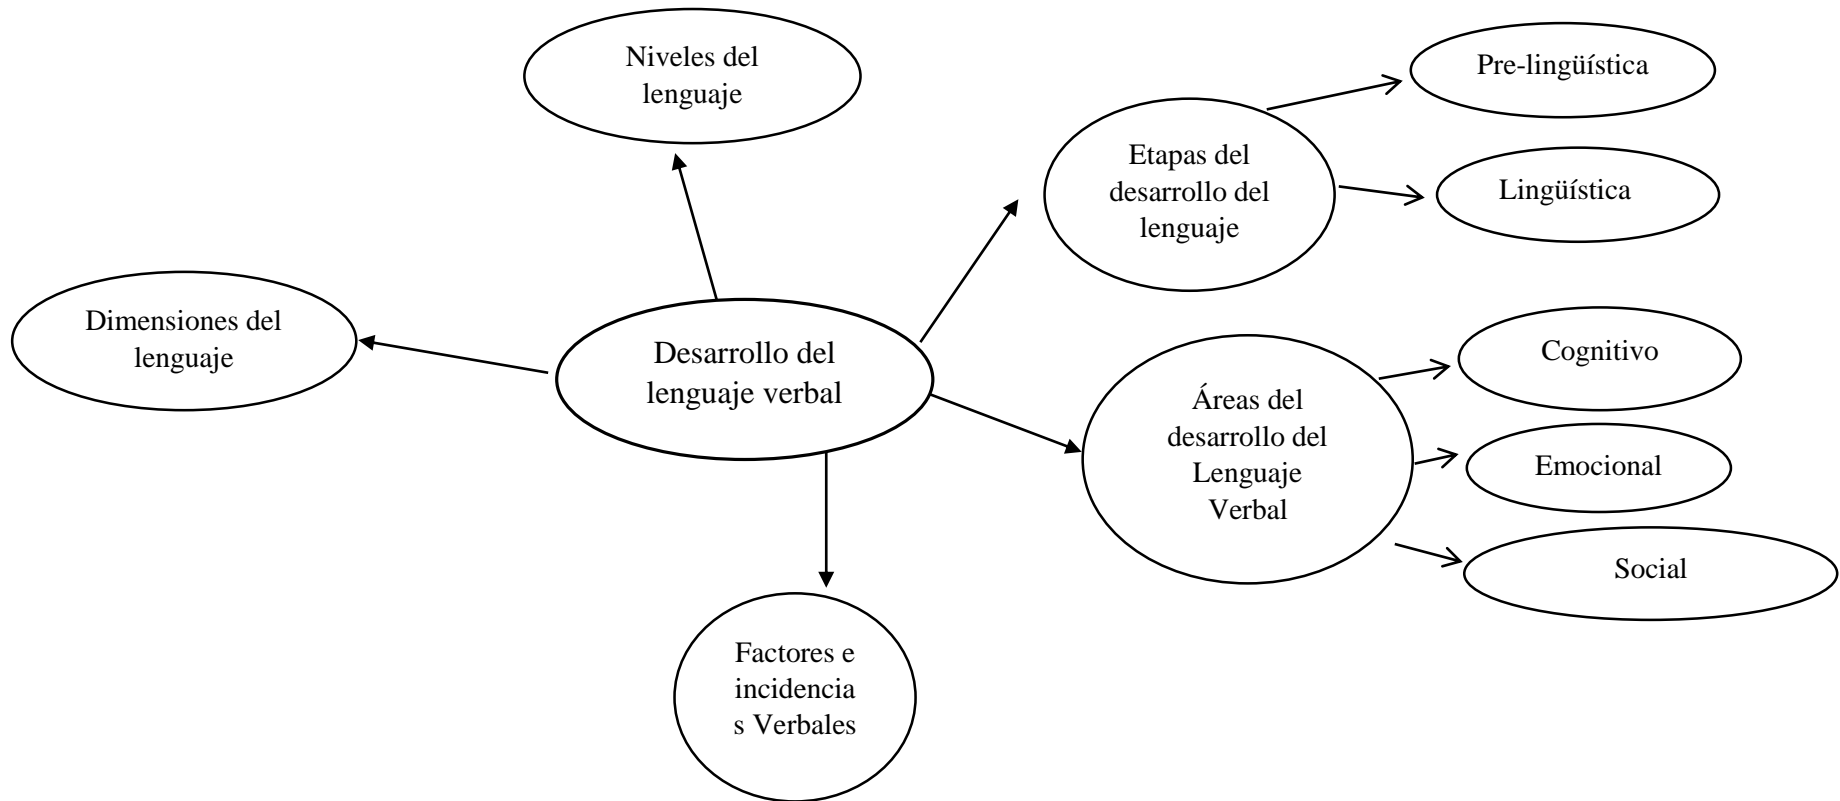 Niveles del
lenguaje
Pre-lingüística
Etapas del
desarrollo del
lenguaje
Lingüística
Dimensiones del
lenguaje
Desarrollo del
lenguaje verbal
Áreas del
desarrollo del
Lenguaje
Verbal
Cognitivo
Emocional
Social
Factores e
incidencia
s Verbales